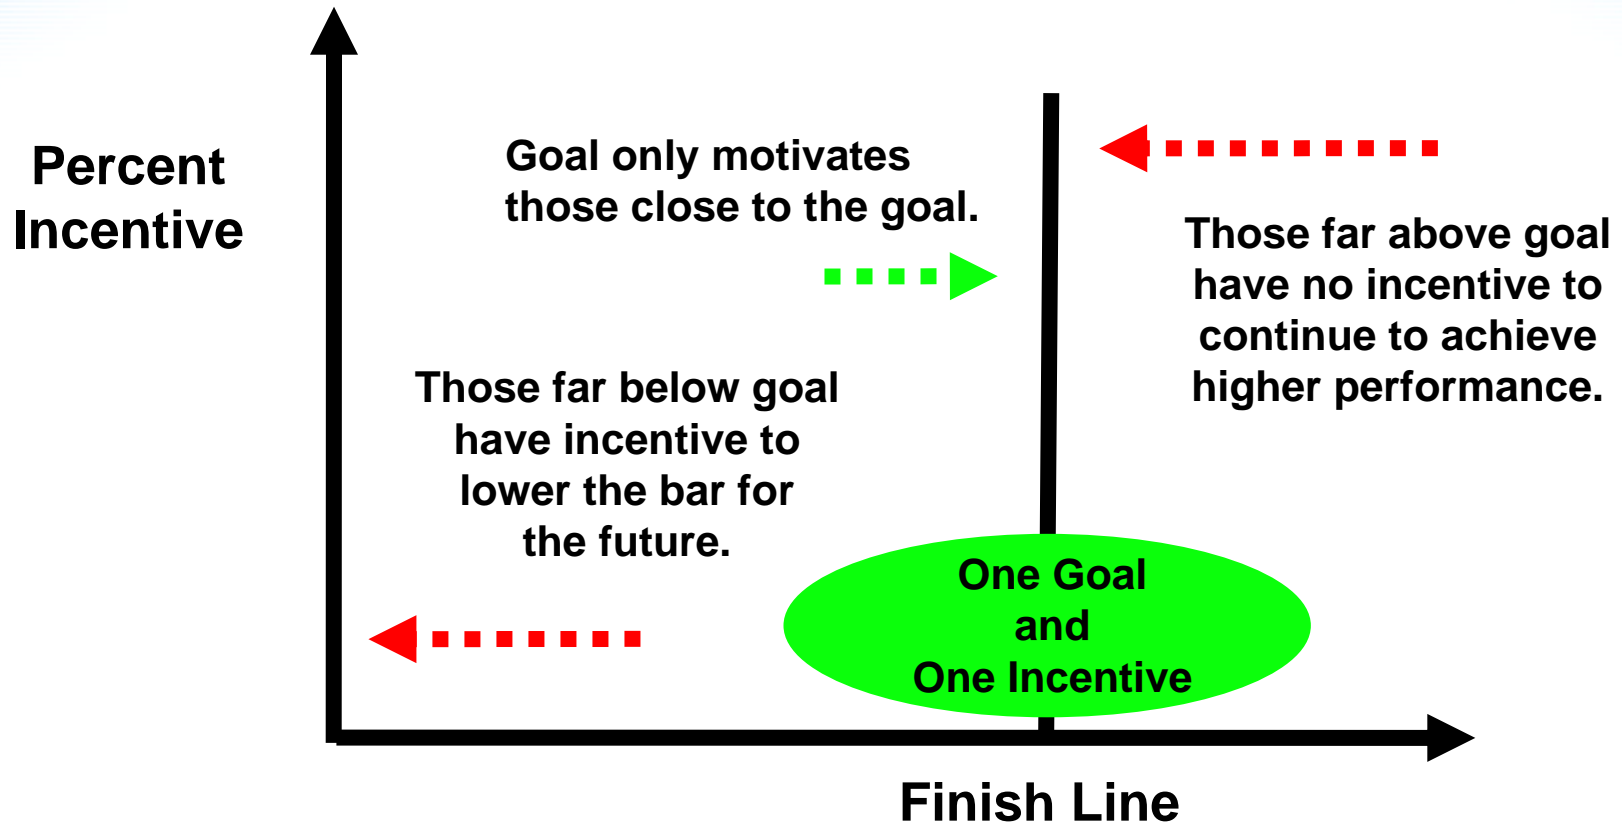 Percent
Incentive
Goal only motivates
those close to the goal.
Those far above goal
have no incentive to
continue to achieve
higher performance.
Those far below goal
have incentive to
lower the bar for
the future.
One Goal
and
One Incentive
Finish Line